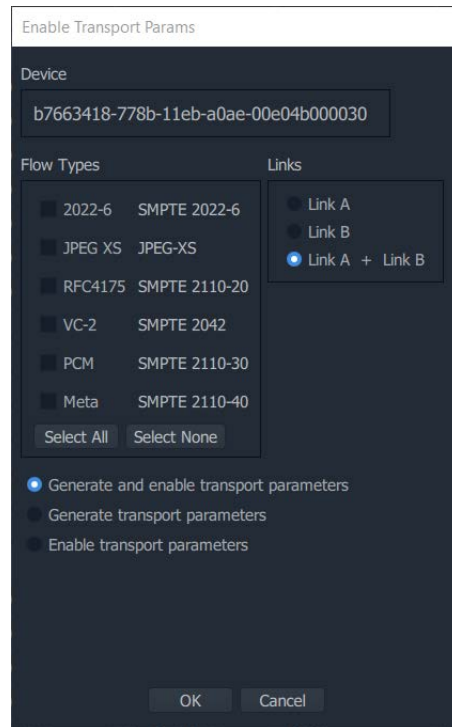 Enable Transport Params
Device
b7663418-778b-11eb-a0ae-00e04b000030
Flow Types
2022-6 SMPTE 2022-6
JPEG XS JPEG-XS
RFC4175 SMPTE 2110-20
VC-2 SMPTE 2042
PCM SMPTE 2110-30
Meta SMPTE 2110-40
Select All Select None
Links
Link A
Link B
Link A + Link B
Generate and enable transport parameters
Generate transport parameters
Enable transport parameters
OK Cancel